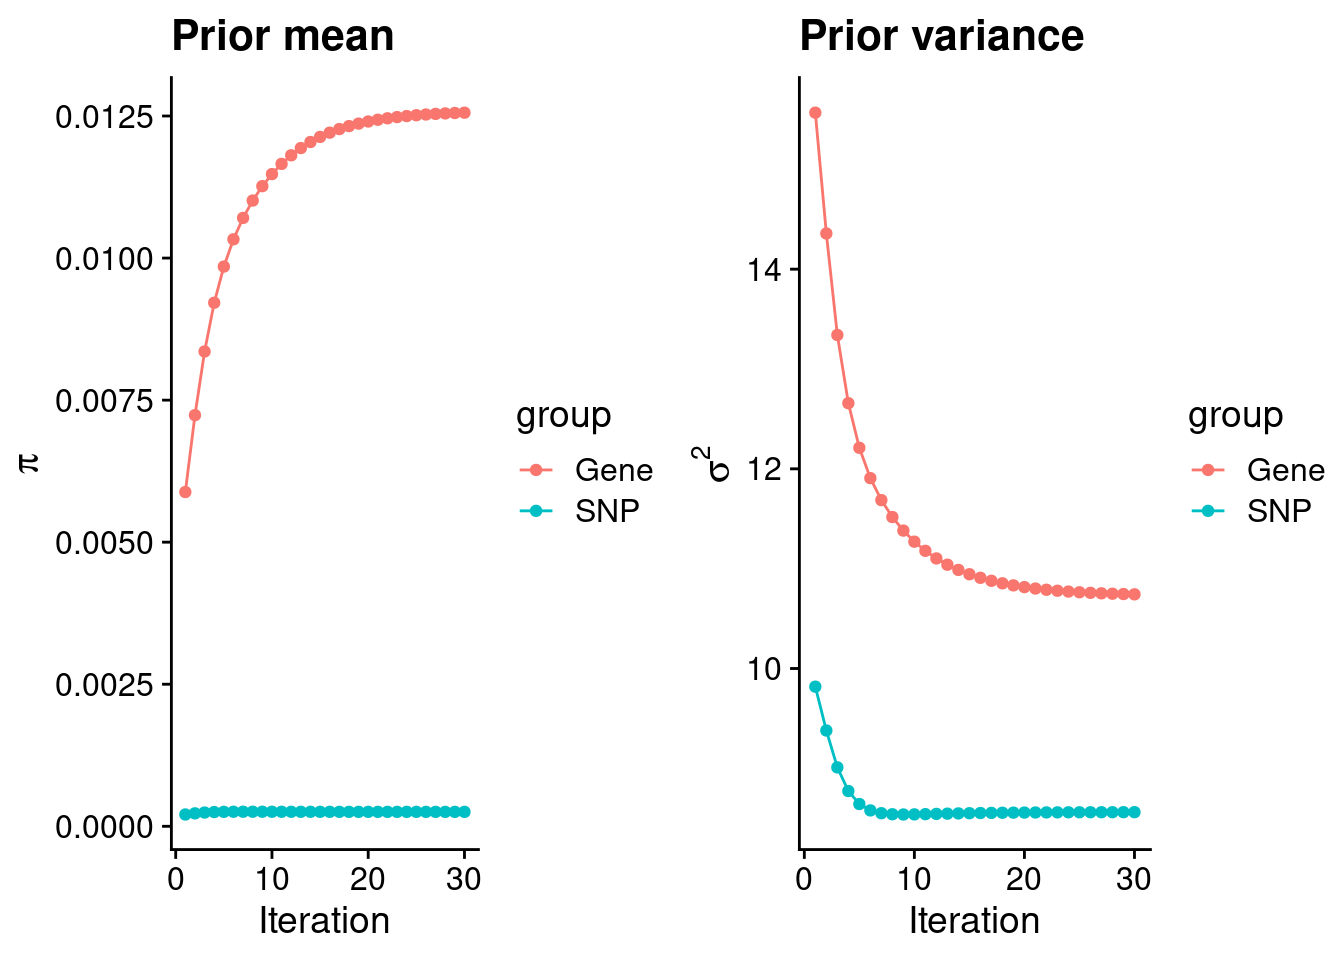 Prior mean
0.0125
0.0100
0.0075
0.0050
0.0025
0.0000
π
0 10 20 30
Iteration
group
Gene
SNP
Prior variance
14
12
10
σ²
0 10 20 30
Iteration
group
Gene
SNP